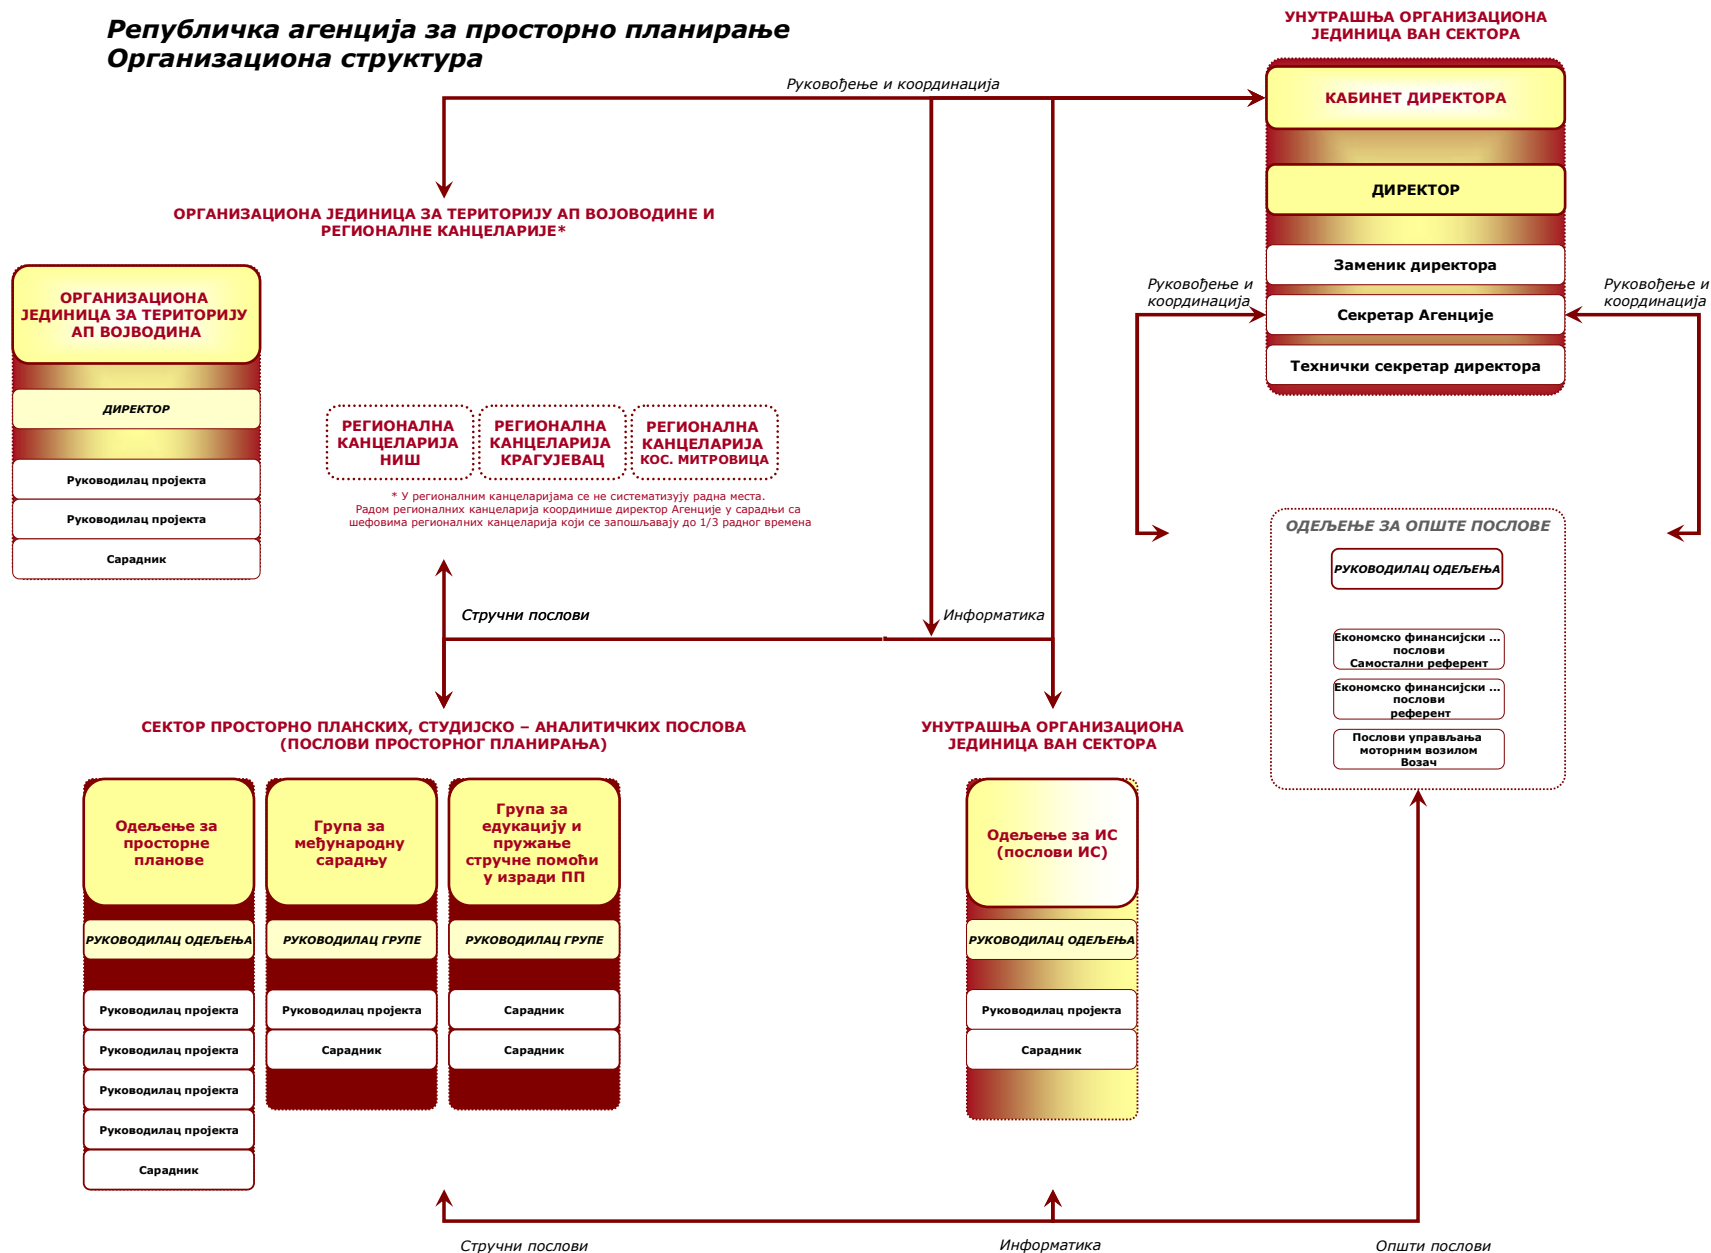 Републичка агенција за просторно планирање
Организациона структура
УНУТРАШЊА ОРГАНИЗАЦИОНА
ЈЕДИНИЦА ВАН СЕКТОРА
Руковођење и координација
КАБИНЕТ ДИРЕКТОРА
ДИРЕКТОР
Заменик директора
Секретар Агенције
Технички секретар директора
Руковођење и
координација
Руковођење и
координација
ОРГАНИЗАЦИОНА ЈЕДИНИЦА ЗА ТЕРИТОРИЈУ АП ВОЈОВОДИНЕ И
РЕГИОНАЛНЕ КАНЦЕЛАРИЈЕ*
ОРГАНИЗАЦИОНА
ЈЕДИНИЦА ЗА ТЕРИТОРИЈУ
АП ВОЈВОДИНА
ДИРЕКТОР
Руководилац пројекта
Руководилац пројекта
Сарадник
РЕГИОНАЛНА
КАНЦЕЛАРИЈА
НИШ
РЕГИОНАЛНА
КАНЦЕЛАРИЈА
КРАГУЈЕВАЦ
РЕГИОНАЛНА
КАНЦЕЛАРИЈА
КОС. МИТРОВИЦА
* У регионалним канцеларијама се не систематизују радна места.
Радом регионалних канцеларија координише директор Агенције у сарадњи са
шефовима регионалних канцеларија који се запошљавају до 1/3 радног времена
ОДЕЉЕЊЕ ЗА ОПШТЕ ПОСЛОВЕ
РУКОВОДИЛАЦ ОДЕЉЕЊА
Економско финансијски ...
послови
Самостални референт
Економско финансијски ...
послови
референт
Послови управљања
моторним возилом
Возач
Стручни послови
Информатика
СЕКТОР ПРОСТОРНО ПЛАНСКИХ, СТУДИЈСКО – АНАЛИТИЧКИХ ПОСЛОВА
(ПОСЛОВИ ПРОСТОРНОГ ПЛАНИРАЊА)
УНУТРАШЊА ОРГАНИЗАЦИОНА
ЈЕДИНИЦА ВАН СЕКТОРА
Одељење за
просторне
планове
РУКОВОДИЛАЦ ОДЕЉЕЊА
Руководилац пројекта
Руководилац пројекта
Руководилац пројекта
Руководилац пројекта
Сарадник
Група за
међународну
сарадњу
РУКОВОДИЛАЦ ГРУПЕ
Руководилац пројекта
Сарадник
Група за
едукацију и
пружање
стручне помоћи
у изради ПП
РУКОВОДИЛАЦ ГРУПЕ
Сарадник
Сарадник
Одељење за ИС
(послови ИС)
РУКОВОДИЛАЦ ОДЕЉЕЊА
Руководилац пројекта
Сарадник
Стручни послови
Информатика
Општи послови